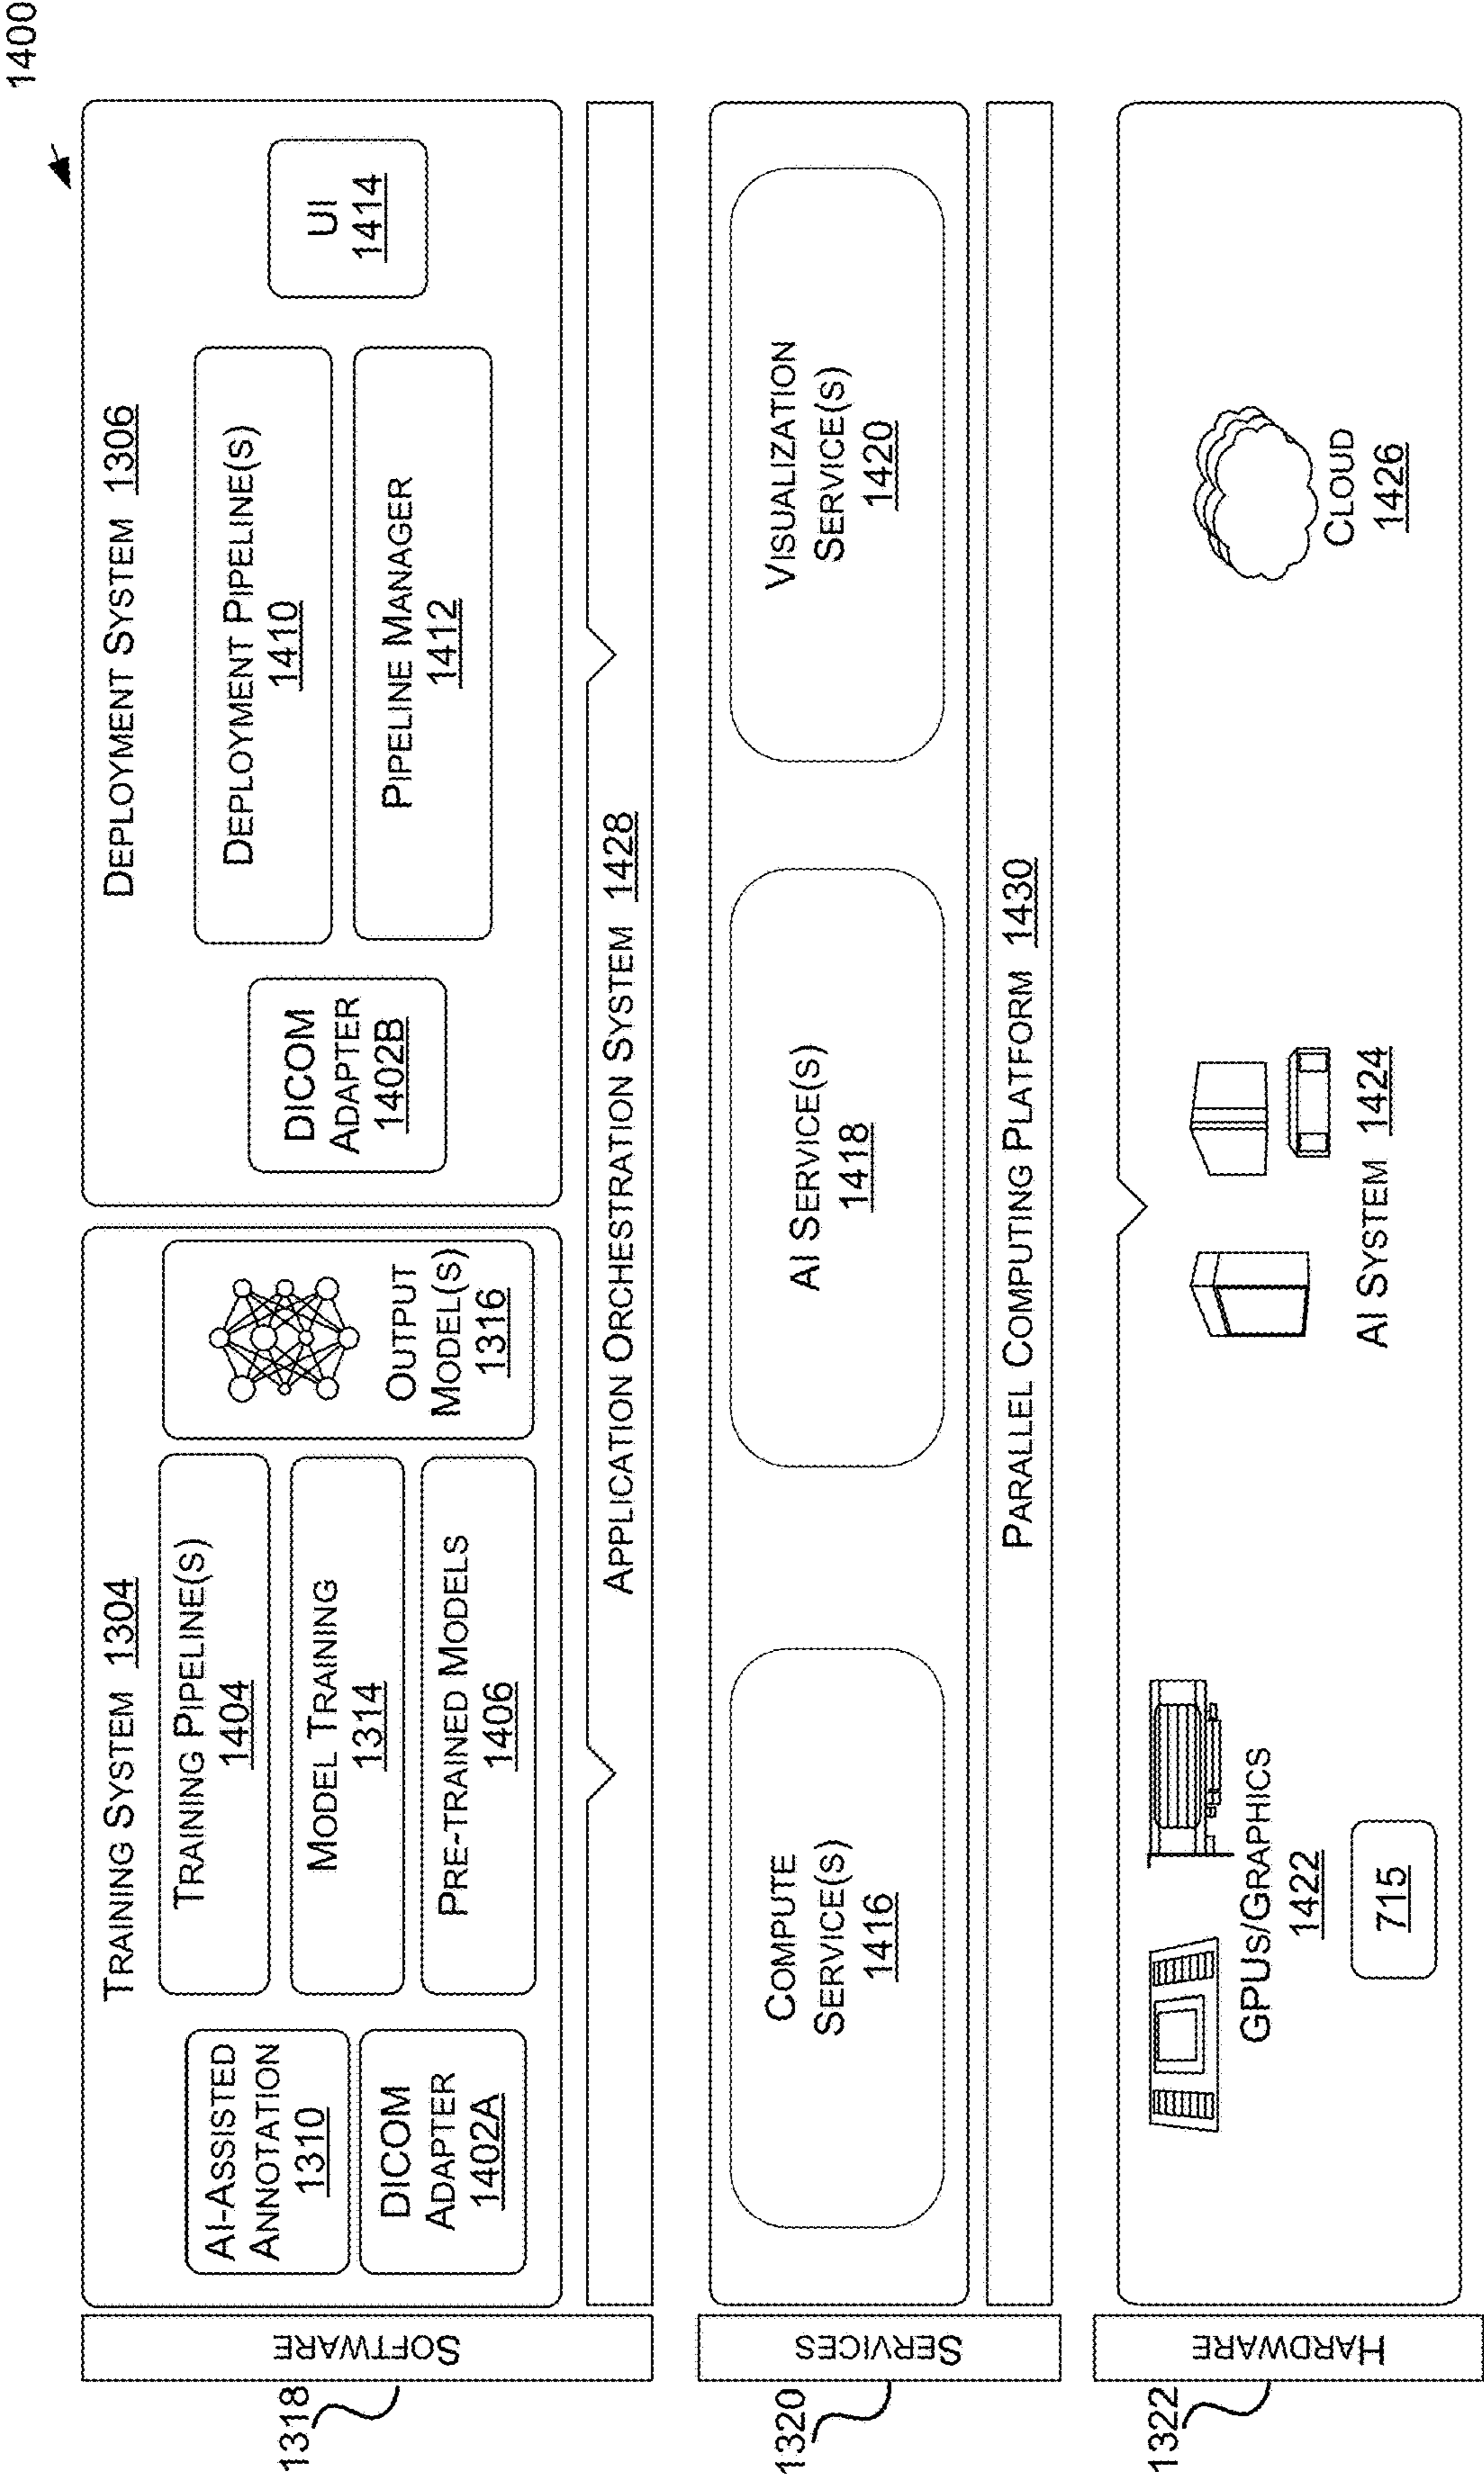 1400
TRAINING SYSTEM 1304
AI-ASSISTED
ANNOTATION
1310
DICOM
ADAPTER
1402A
TRAINING PIPELINE(S)
1404
MODEL TRAINING
1314
PRE-TRAINED MODELS
1406
OUTPUT
MODEL(S)
1316
DEPLOYMENT SYSTEM 1306
DICOM
ADAPTER
1402B
DEPLOYMENT PIPELINE(S)
1410
PIPELINE MANAGER
1412
UI
1414
SOFTWARE
1318
APPLICATION ORCHESTRATION SYSTEM 1428
COMPUTE
SERVICE(S)
1416
AI SERVICE(S)
1418
VISUALIZATION
SERVICE(S)
1420
SERVICES
1320
PARALLEL COMPUTING PLATFORM 1430
GPUS/GRAPHICS
1422
715
AI SYSTEM 1424
CLOUD
1426
HARDWARE
1322